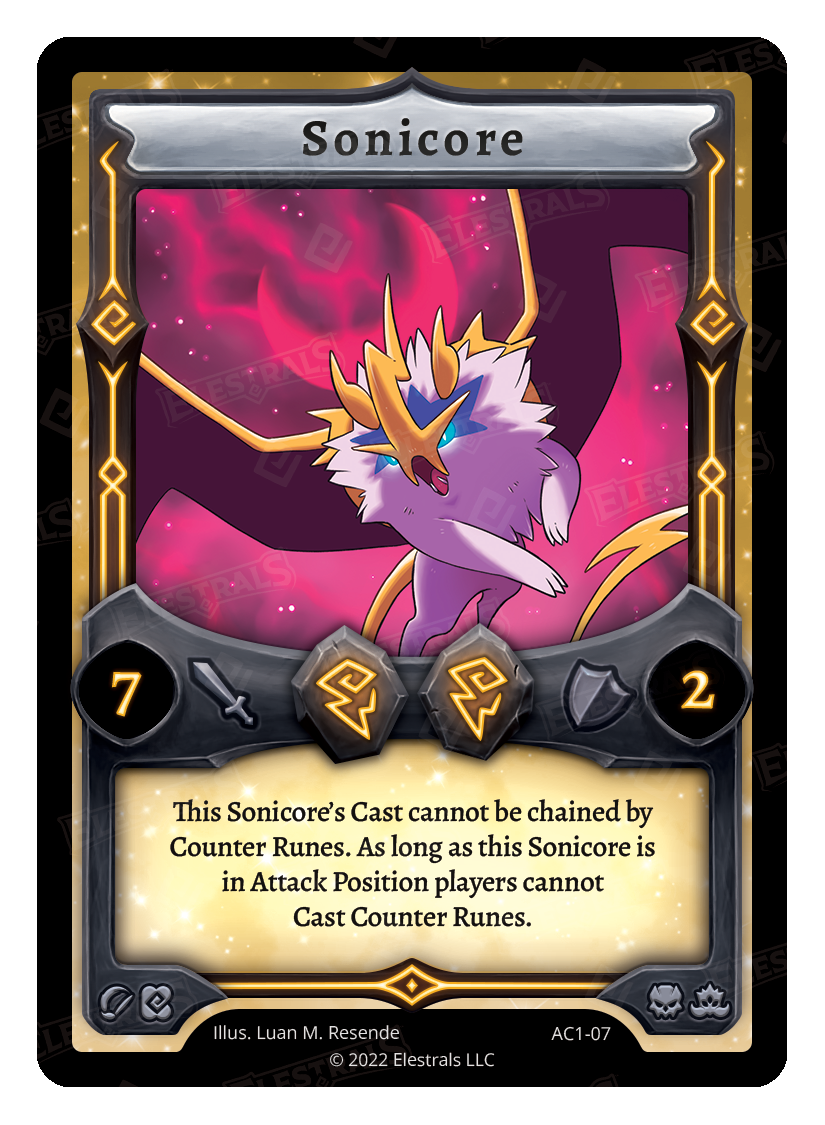 Sonicore
7
2
This Sonicore's Cast cannot be chained by
Counter Runes. As long as this Sonicore is
in Attack Position players cannot
Cast Counter Runes.
Illus. Luan M. Resende
AC1-07
© 2022 Elestrals LLC
ELESTRALS